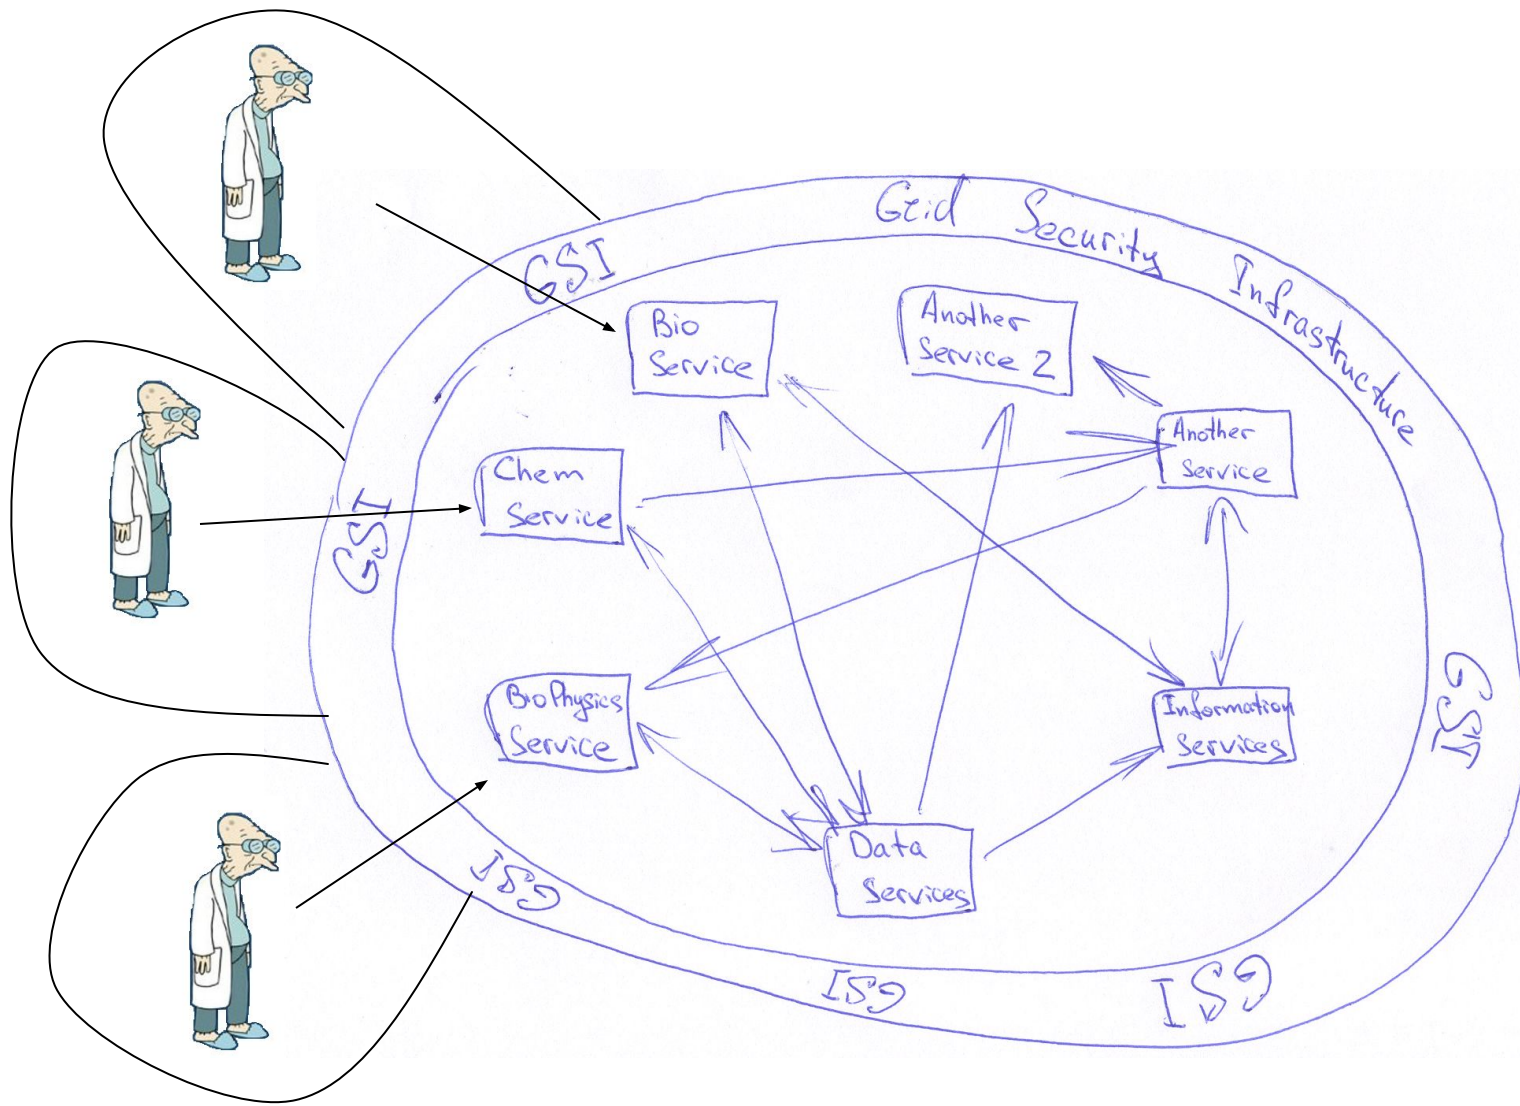 Grid Security Infrastructure
GSI
Bio
Service
Another
Service 2
Another
Service
Chem
Service
GSI
BioPhysics
Service
Information
Services
GSI
Data
Services
GSI
GSI
GSI